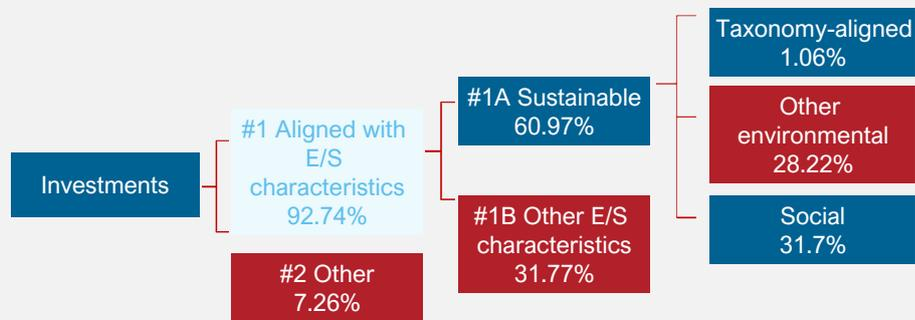 Investments
#1 Aligned with
E/S
characteristics
92.74%
#2 Other
7.26%
#1A Sustainable
60.97%
#1B Other E/S
characteristics
31.77%
Taxonomy-aligned
1.06%
Other
environmental
28.22%
Social
31.7%